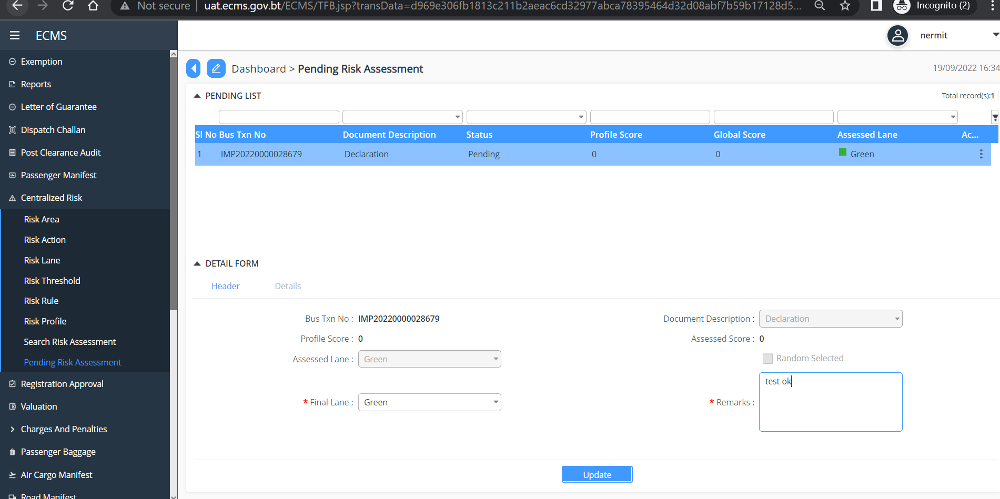 Not secure | uat.ecms.gov.bt/ECMS/TFB.jsp?transData=d969e306fb1813c211b2aeac6cd32977abca78395464d32d08abf7b59b17128d5...
Incognito (2)
ECMS
nermit
Exemption
Reports
Letter of Guarantee
Dispatch Challan
Post Clearance Audit
Passenger Manifest
Centralized Risk
Risk Area
Risk Action
Risk Lane
Risk Threshold
Risk Rule
Risk Profile
Search Risk Assessment
Pending Risk Assessment
Registration Approval
Valuation
Charges And Penalties
Passenger Baggage
Air Cargo Manifest
Road Manifest
Dashboard > Pending Risk Assessment
19/09/2022 16:34
PENDING LIST
Total record(s):1
Sl No Bus Txn No Document Description Status Profile Score Global Score Assessed Lane Ac...
1 IMP20220000028679 Declaration Pending 0 0 Green
DETAIL FORM
Header Details
Bus Txn No : IMP20220000028679 Document Description : Declaration
Profile Score : 0 Assessed Score : 0
Assessed Lane : Green Random Selected
* Final Lane : Green * Remarks : test ok
Update